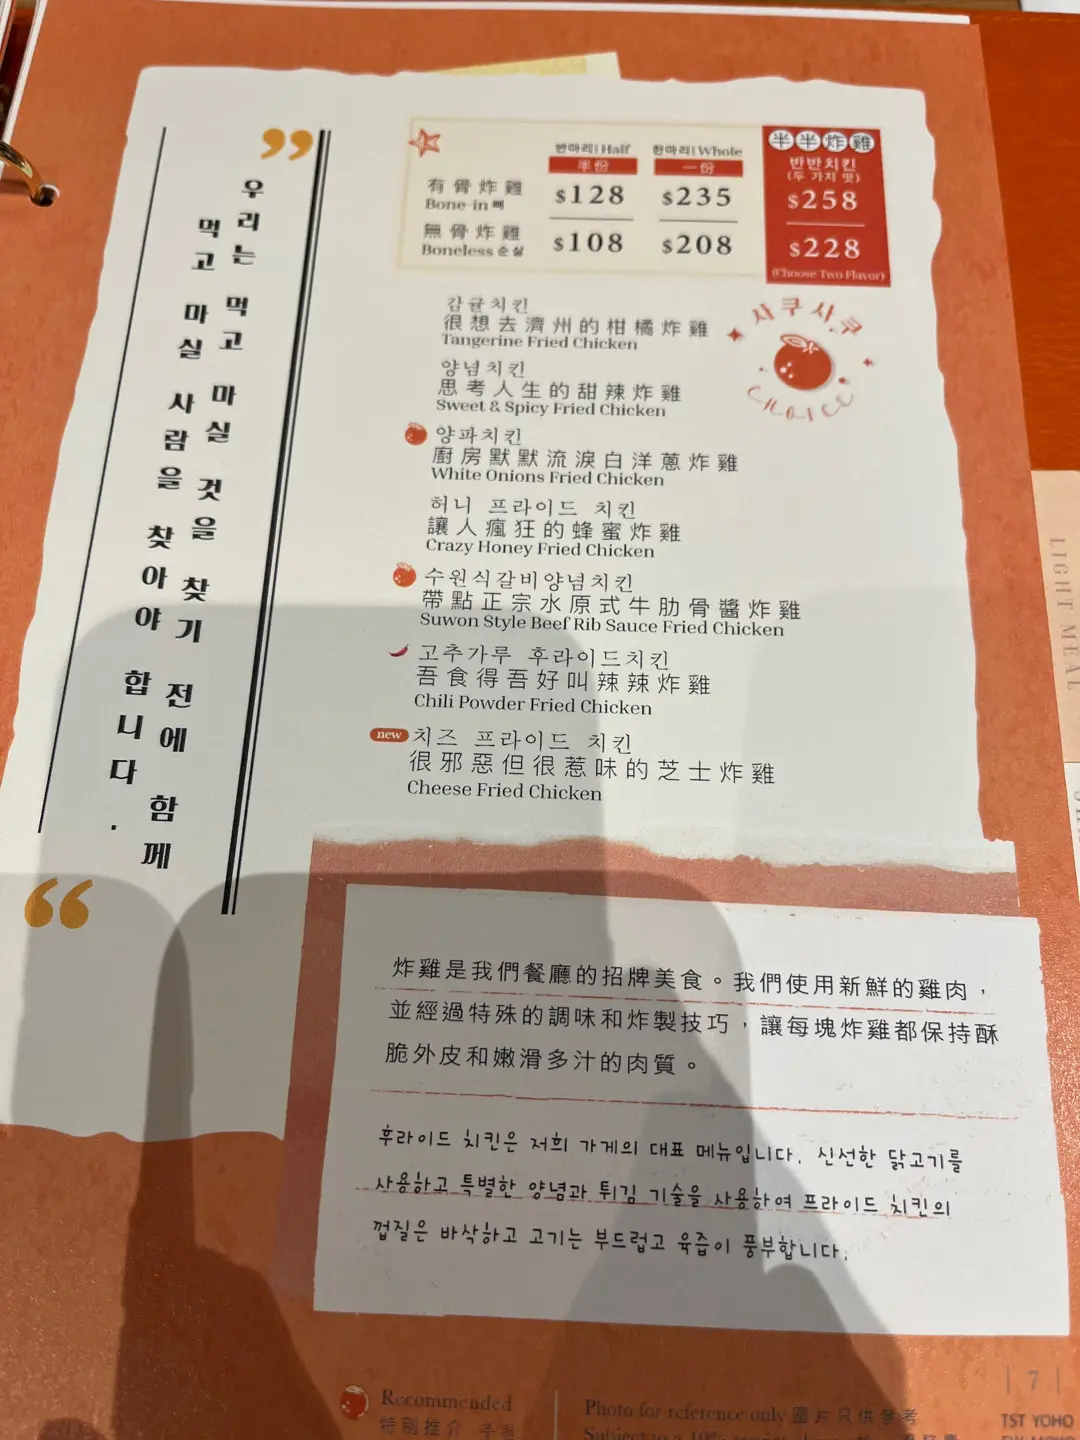 ”
우리는 먹고 마실 것을 찾기 전에 함께
먹고 마실 사람을 찾아야 합니다.
“
반마리| Half
半份
한마리| Whole
一份
有骨炸雞
Bone-in 뼈
$128
$235
無骨炸雞
Boneless 순살
$108
$208
半半炸雞
반반치킨
(두 가지 맛)
$258
$228
(Choose Two Flavor)
감귤치킨
很想去濟州的柑橘炸雞
Tangerine Fried Chicken
사쿠사쿠
CHOICE
양념치킨
思考人生的甜辣炸雞
Sweet & Spicy Fried Chicken
양파치킨
廚房默默流淚白洋蔥炸雞
White Onions Fried Chicken
허니 프라이드 치킨
讓人瘋狂的蜂蜜炸雞
Crazy Honey Fried Chicken
수원식갈비양념치킨
帶點正宗水原式牛肋骨醬炸雞
Suwon Style Beef Rib Sauce Fried Chicken
고추가루 후라이드치킨
吾食得吾好叫辣辣炸雞
Chili Powder Fried Chicken
new
치즈 프라이드 치킨
很邪惡但很惹味的芝士炸雞
Cheese Fried Chicken
炸雞是我們餐廳的招牌美食。我們使用新鮮的雞肉，
並經過特殊的調味和炸製技巧，讓每塊炸雞都保持酥
脆外皮和嫩滑多汁的肉質。
후라이드 치킨은 저희 가게의 대표 메뉴입니다. 신선한 닭고기를
사용하고 특별한 양념과 튀김 기술을 사용하여 프라이드 치킨의
껍질은 바삭하고 고기는 부드럽고 육즙이 풍부합니다.
Recommended
特別推介 추천
Photo for reference only 圖片只供參考
Subject to a 10% service
| 7 |
TST YOHO
LIGHT MEAL